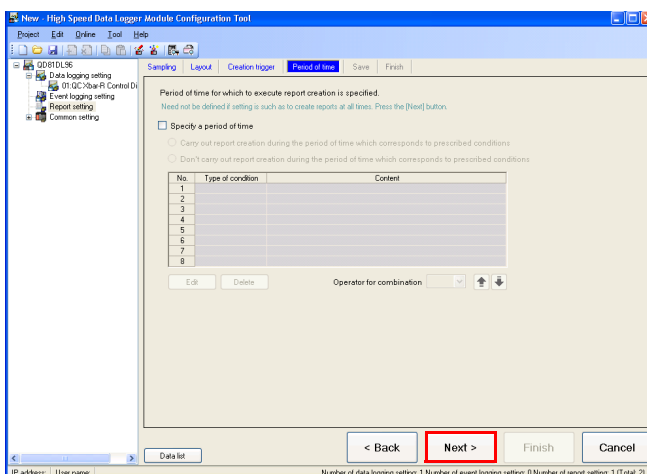 New - High Speed Data Logger Module Configuration Tool
Project Edit Online Tool Help
QD81DL96
Data logging setting
01:QC Xbar-R Control Di
Event logging setting
Report setting
Common setting
Sampling Layout Creation trigger Period of time Save Finish
Period of time for which to execute report creation is specified.
Need not be defined if setting is such as to create reports at all times. Press the [Next] button.
Specify a period of time
Carry out report creation during the period of time which corresponds to prescribed conditions
Don't carry out report creation during the period of time which corresponds to prescribed conditions
No. Type of condition Content
1
2
3
4
5
6
7
8
Edit Delete Operator for combination
Data list
< Back Next > Finish Cancel
IP address: User name: Number of data logging setting: 1 Number of event logging setting: 0 Number of report setting: 1 (Total: 2)